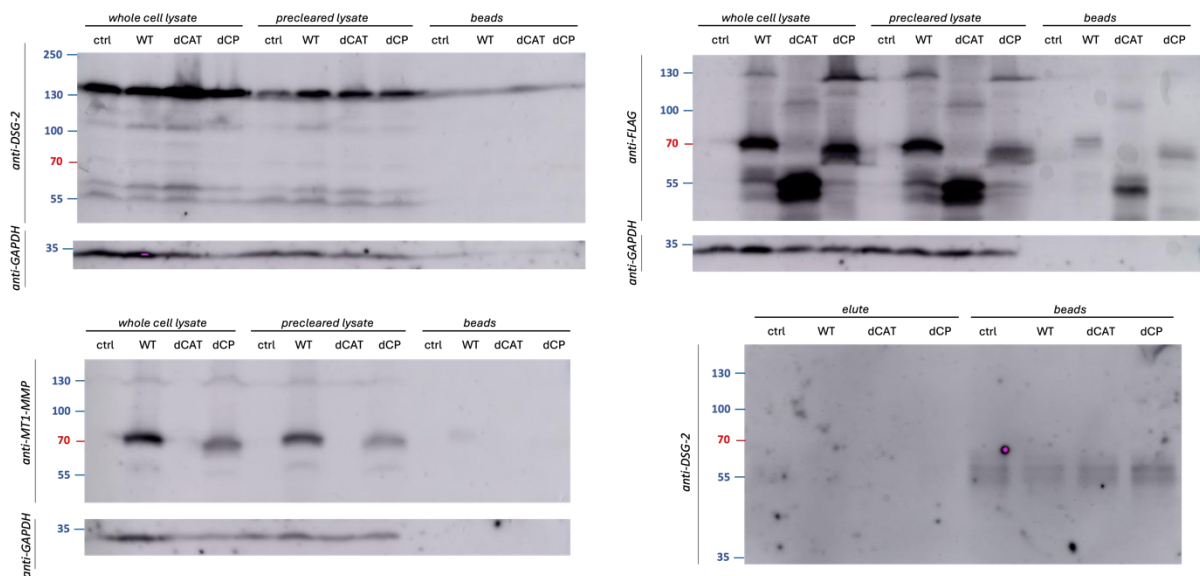 whole cell lysate precleared lysate beads
ctrl WT dCAT dCP ctrl WT dCAT dCP ctrl WT dCAT dCP
anti-DSG-2
250
130
100
70
55
anti-GAPDH
35
whole cell lysate precleared lysate beads
ctrl WT dCAT dCP ctrl WT dCAT dCP ctrl WT dCAT dCP
anti-FLAG
130
100
70
55
anti-GAPDH
35
whole cell lysate precleared lysate beads
ctrl WT dCAT dCP ctrl WT dCAT dCP ctrl WT dCAT dCP
anti-MT1-MMP
130
100
70
55
anti-GAPDH
35
elute beads
ctrl WT dCAT dCP ctrl WT dCAT dCP
anti-DSG-2
130
100
70
55
35